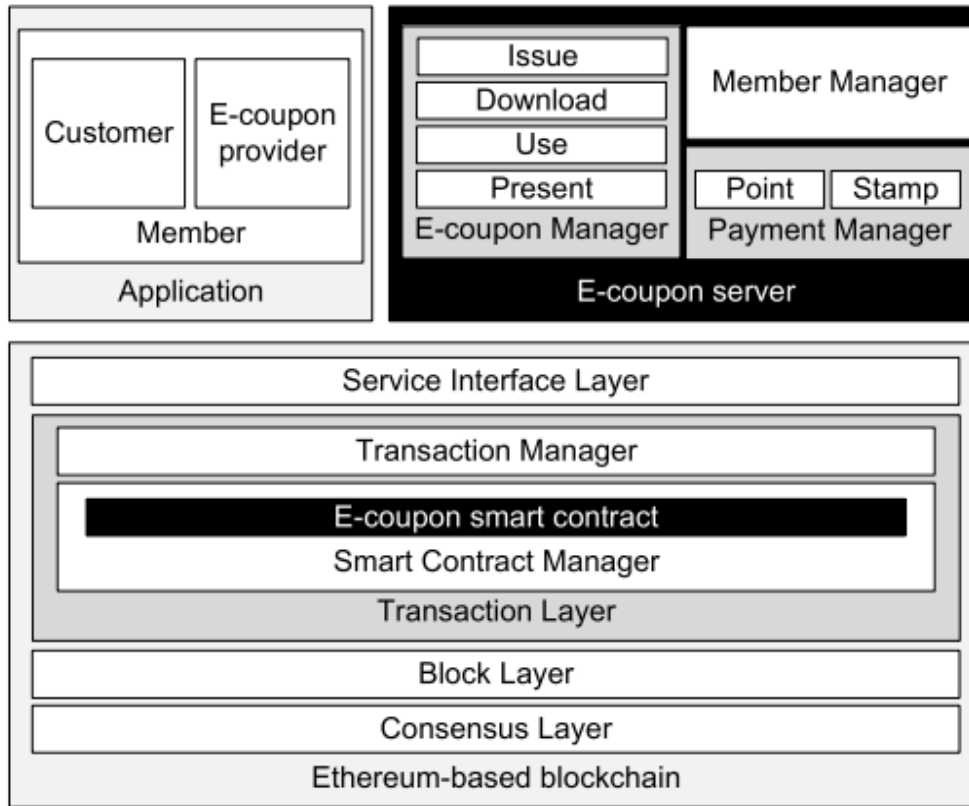 Customer
E-coupon
provider
Member
Application
Issue
Download
Use
Present
E-coupon Manager
Member Manager
Point
Stamp
Payment Manager
E-coupon server
Service Interface Layer
Transaction Manager
E-coupon smart contract
Smart Contract Manager
Transaction Layer
Block Layer
Consensus Layer
Ethereum-based blockchain